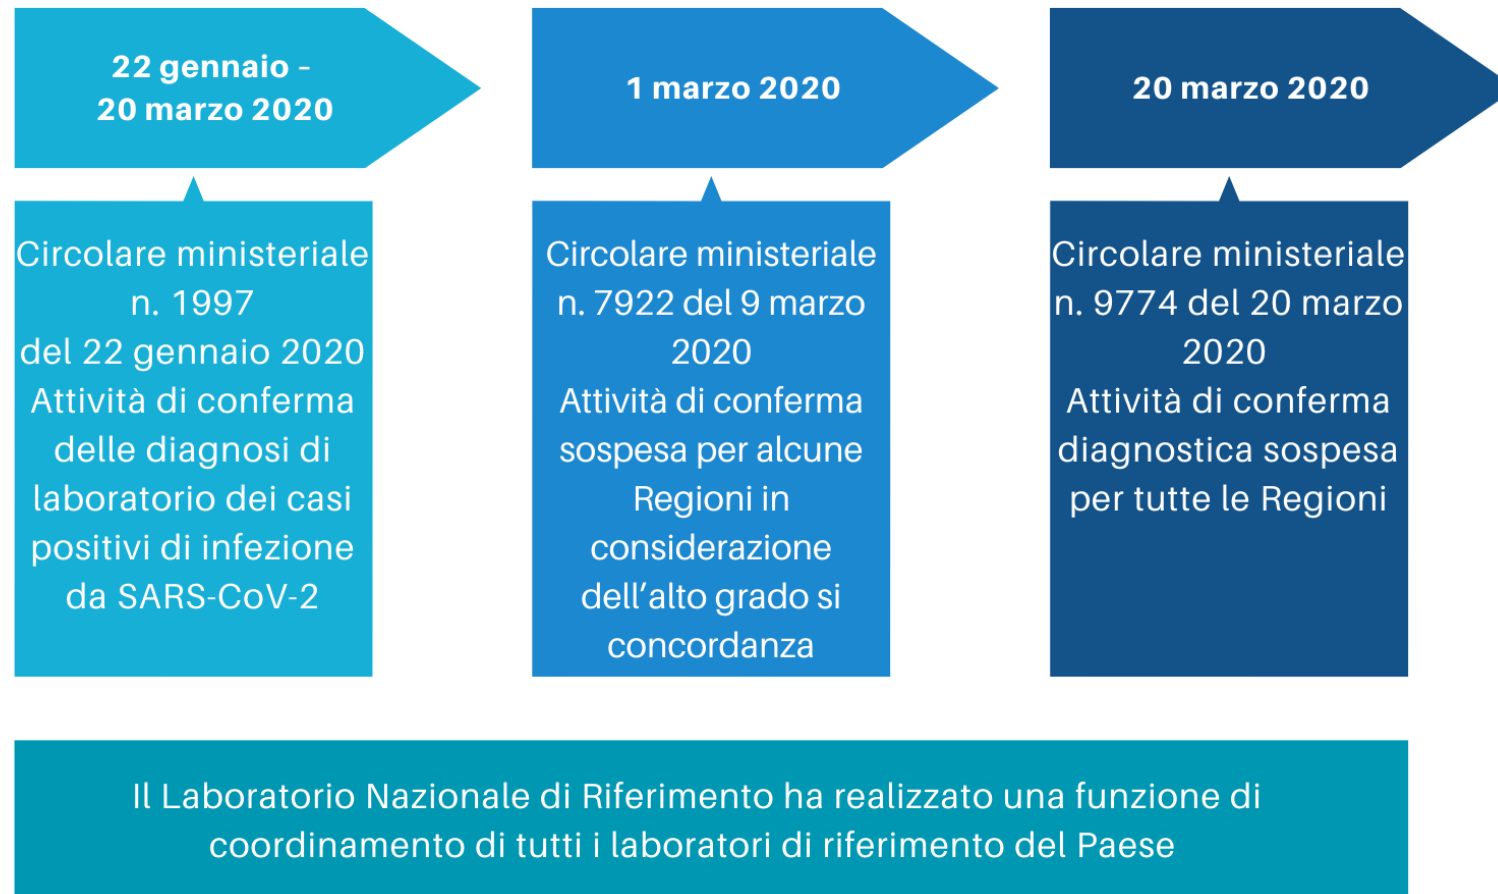 22 gennaio –
20 marzo 2020
Circolare ministeriale
n. 1997
del 22 gennaio 2020
Attività di conferma
delle diagnosi di
laboratorio dei casi
positivi di infezione
da SARS-CoV-2
1 marzo 2020
Circolare ministeriale
n. 7922 del 9 marzo
2020
Attività di conferma
sospesa per alcune
Regioni in
considerazione
dell’alto grado si
concordanza
20 marzo 2020
Circolare ministeriale
n. 9774 del 20 marzo
2020
Attività di conferma
diagnostica sospesa
per tutte le Regioni
Il Laboratorio Nazionale di Riferimento ha realizzato una funzione di
coordinamento di tutti i laboratori di riferimento del Paese